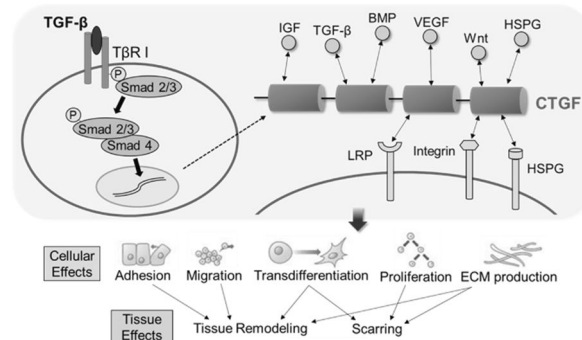 TGF-β
TβR I
P
Smad 2/3
P
Smad 2/3
Smad 4
IGF
TGF-β
BMP
VEGF
Wnt
HSPG
CTGF
LRP
Integrin
HSPG
Cellular
Effects
Adhesion
Migration
Transdifferentiation
Proliferation
ECM production
Tissue
Effects
Tissue Remodeling
Scarring